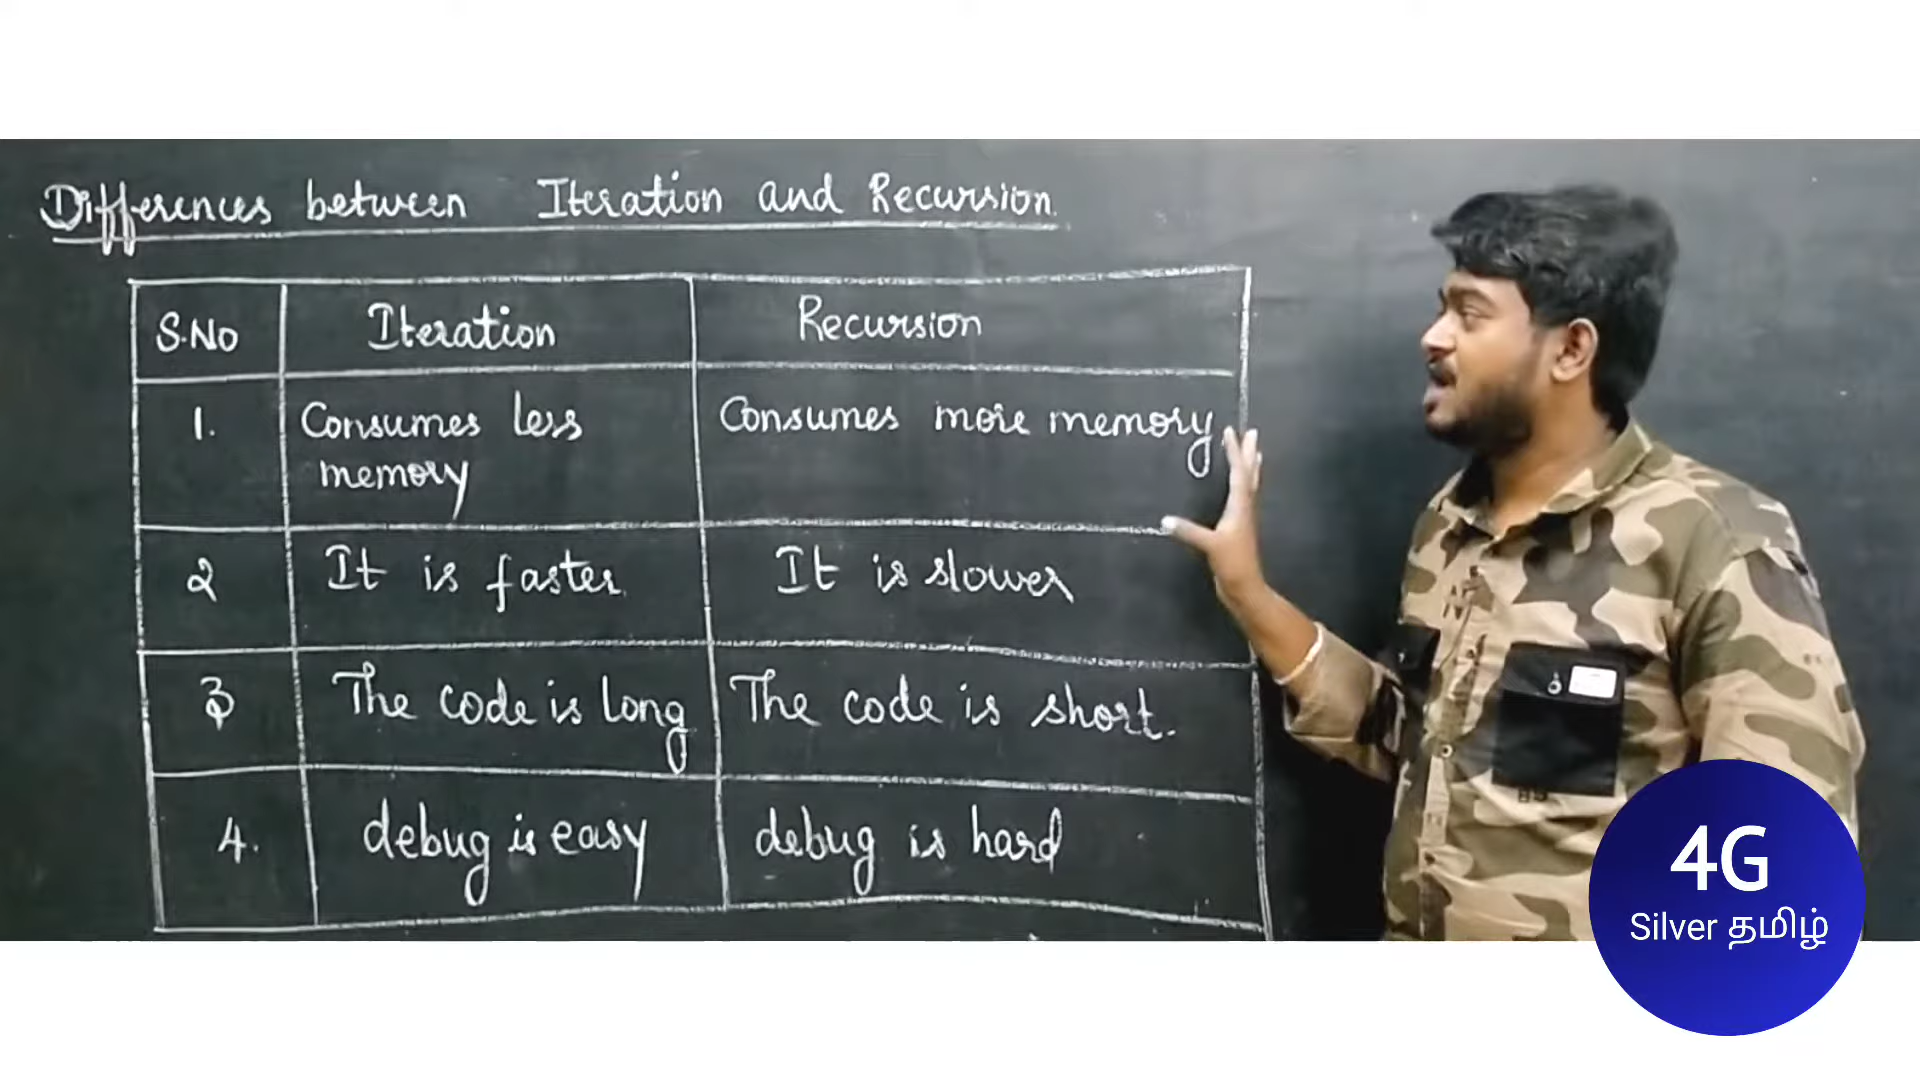 Differences between Iteration and Recursion.
S.No Iteration Recursion
1. Consumes less memory Consumes more memory
2 It is faster It is slower
3 The code is long The code is short.
4. debug is easy debug is hard
4G
Silver தமிழ்